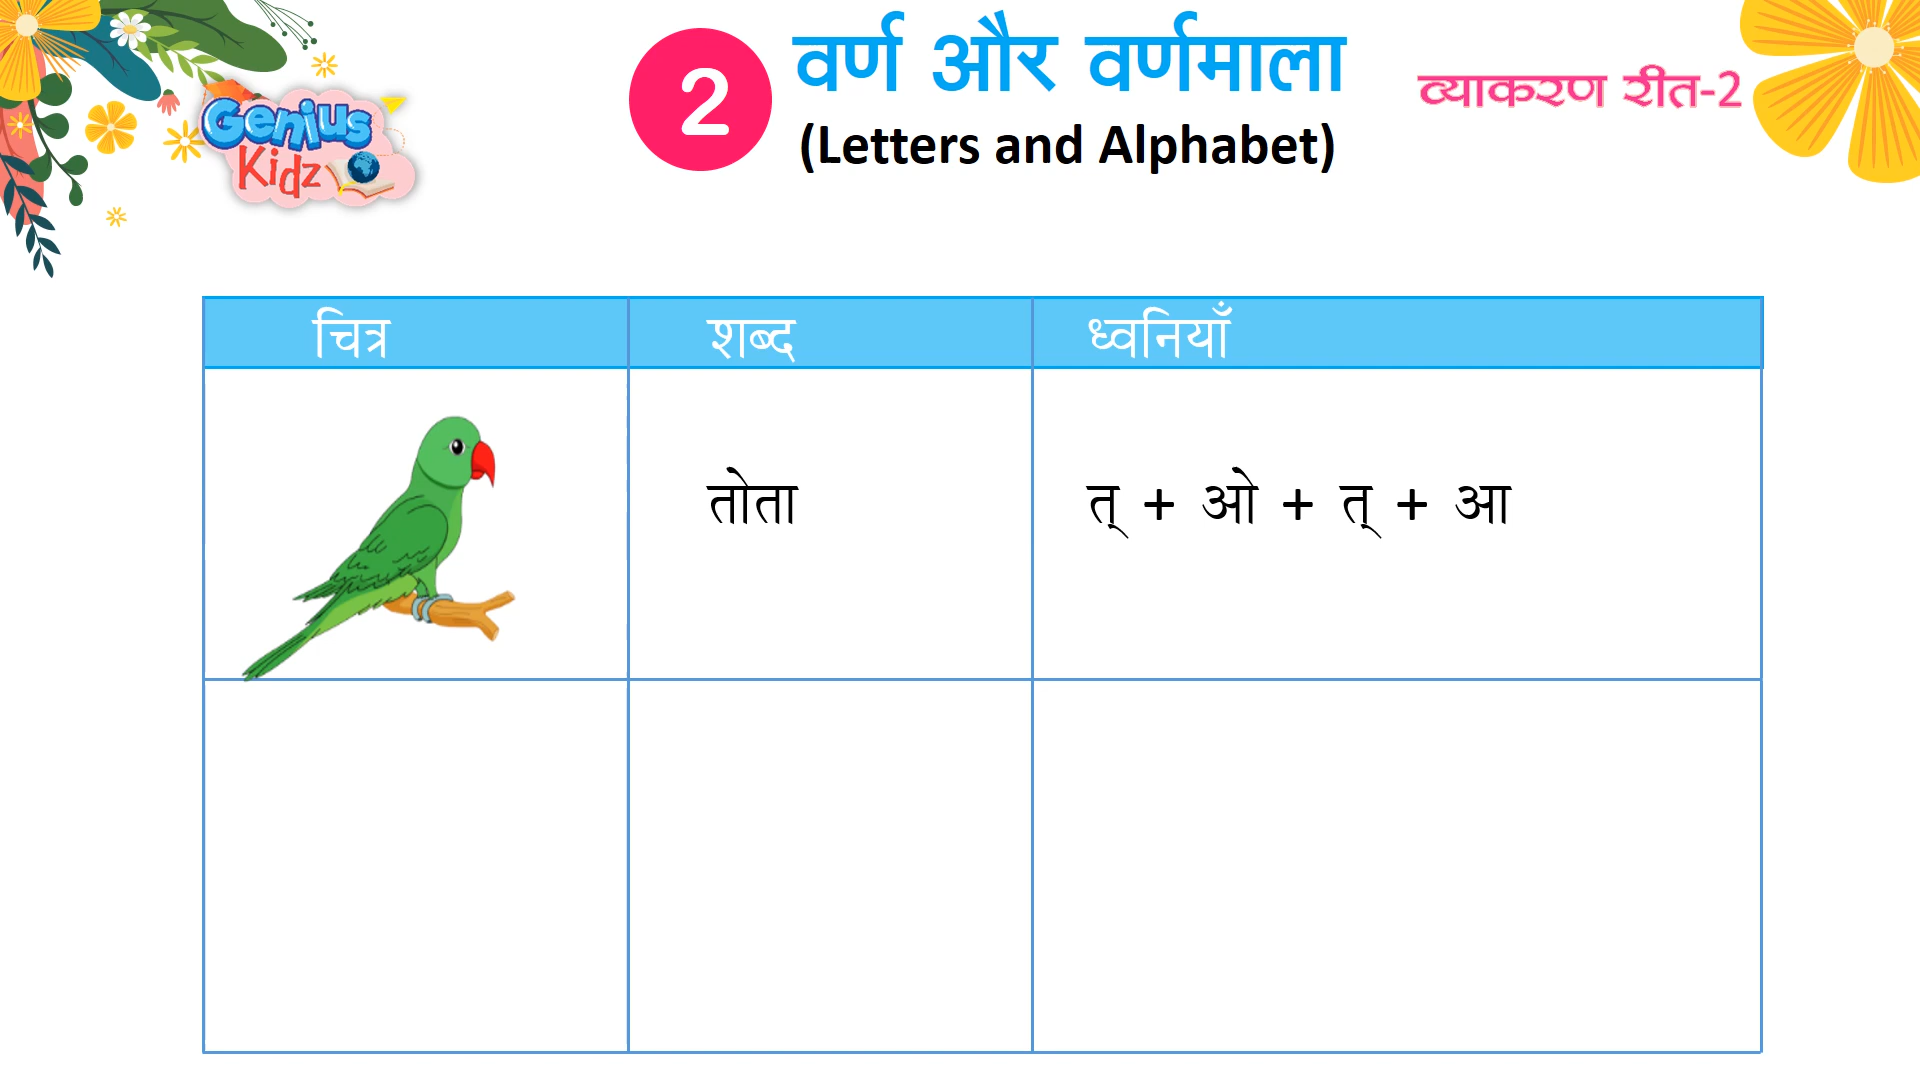 Genius
Kidz
2
वर्ण और वर्णमाला
(Letters and Alphabet)
व्याकरण रीत-2
चित्र शब्द ध्वनियाँ
तोता त् + ओ + त् + आ